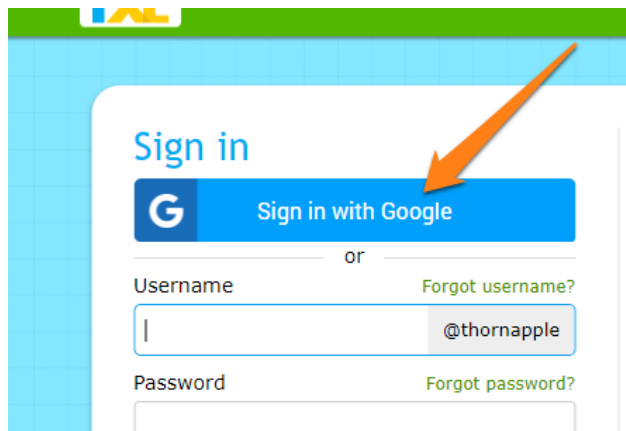 Sign in
G Sign in with Google
or
Username Forgot username?
@thornapple
Password Forgot password?